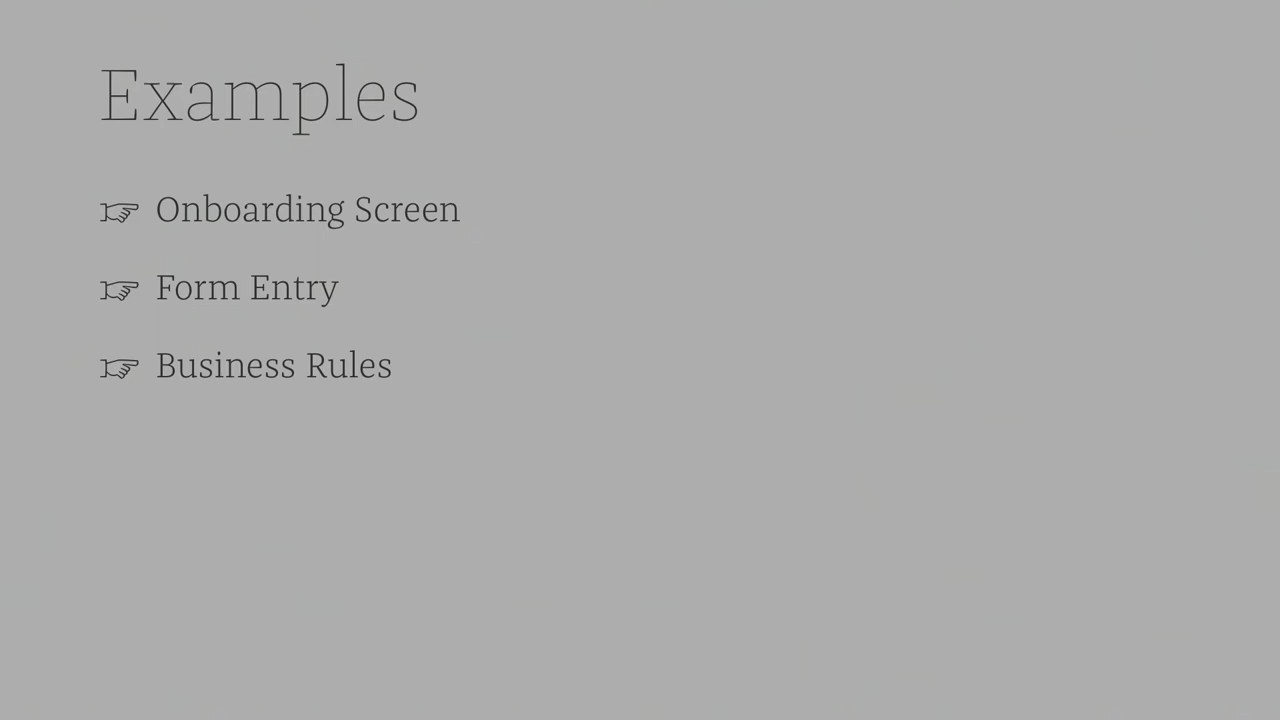 Examples
☞ Onboarding Screen
☞ Form Entry
☞ Business Rules